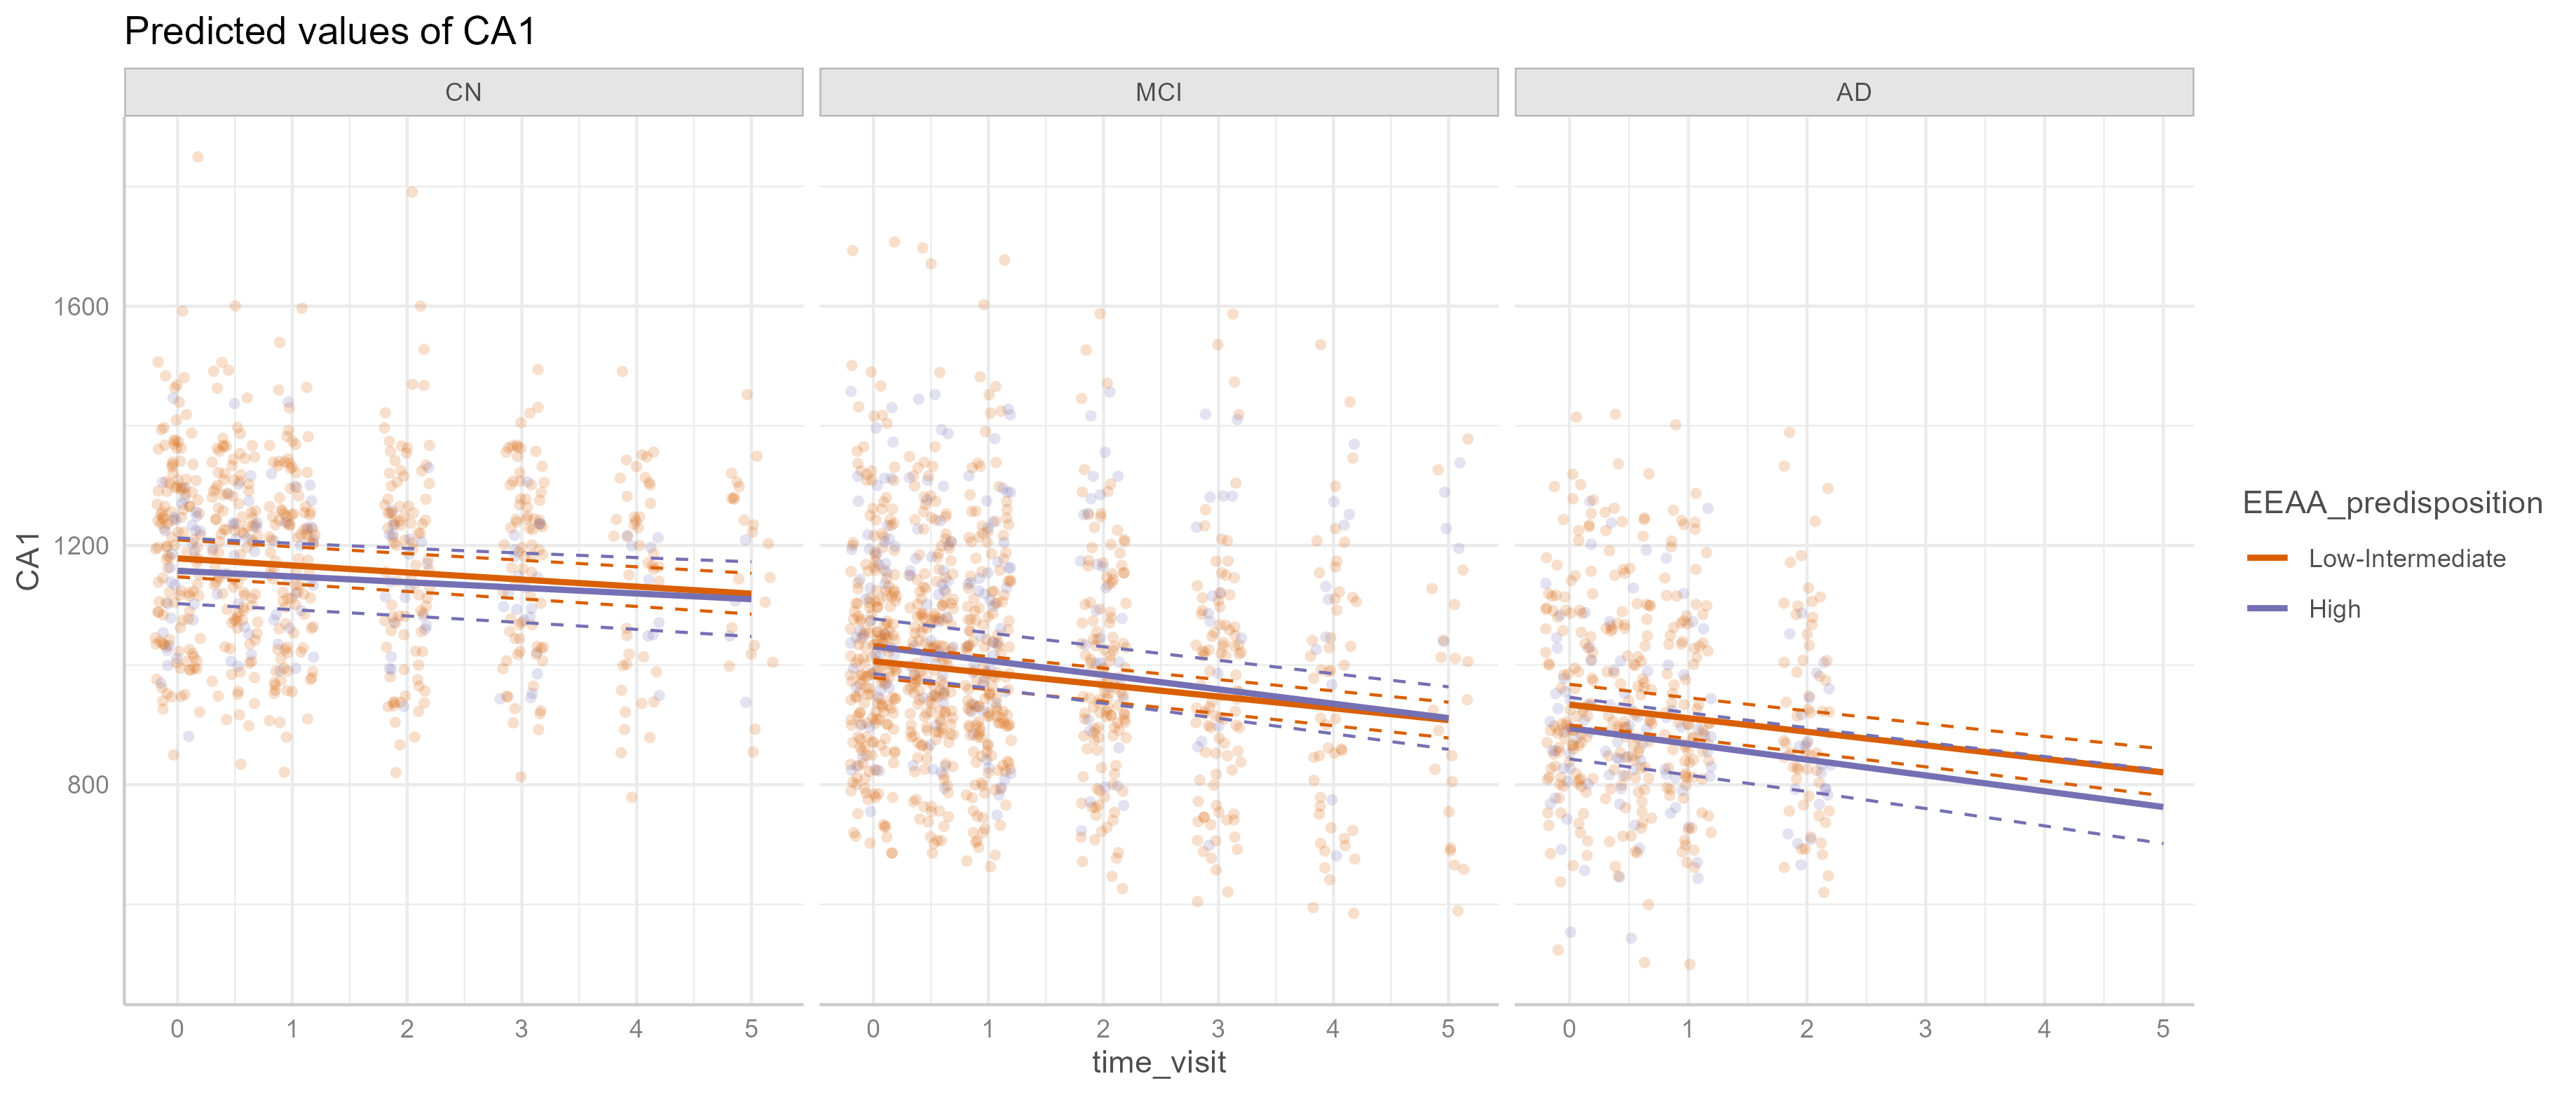 Predicted values of CA1
CN
MCI
AD
1600
1200
800
CA1
0 1 2 3 4 5
0 1 2 3 4 5
0 1 2 3 4 5
time_visit
EEAA_predisposition
Low-Intermediate
High